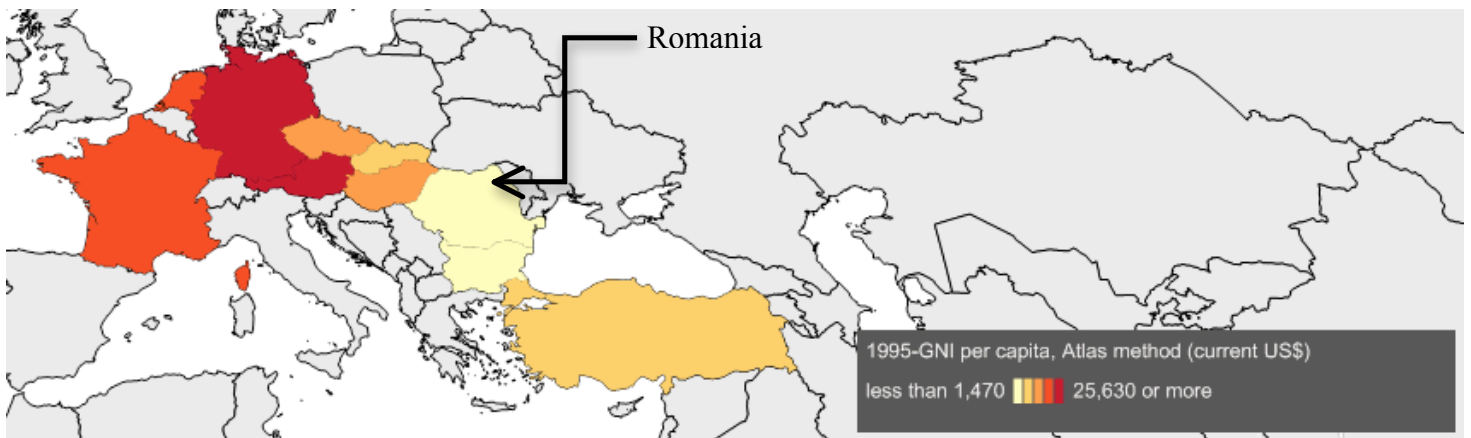 Romania
1995-GNI per capita, Atlas method (current US$)
less than 1,470 25,630 or more